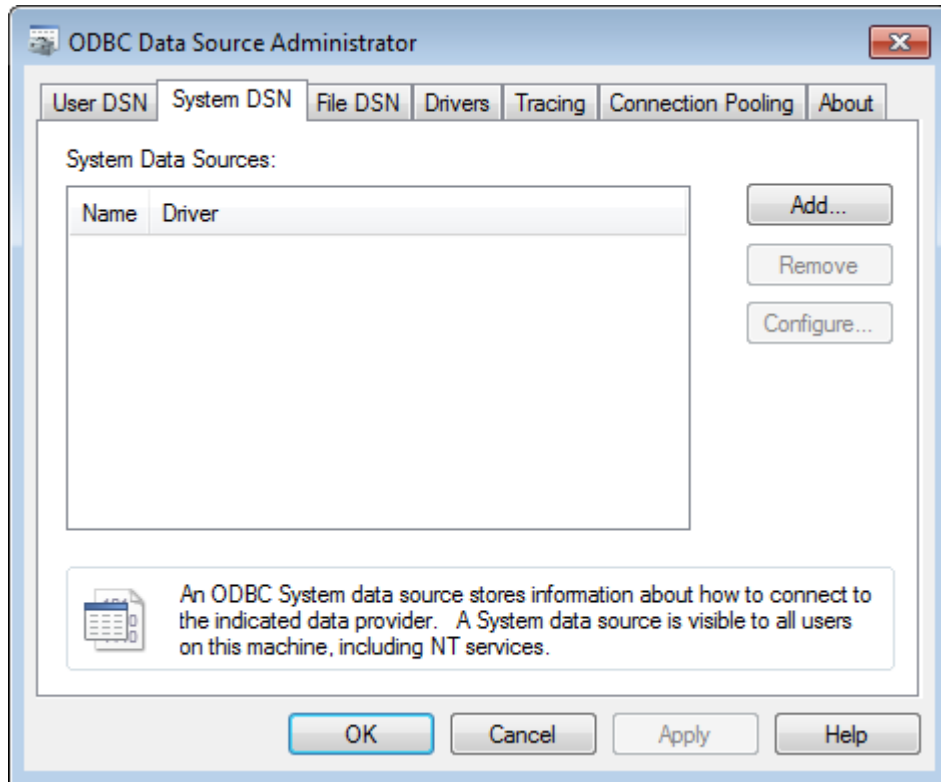 ODBC Data Source Administrator
User DSN System DSN File DSN Drivers Tracing Connection Pooling About
System Data Sources:
Name Driver
Add...
Remove
Configure...
An ODBC System data source stores information about how to connect to
the indicated data provider. A System data source is visible to all users
on this machine, including NT services.
OK Cancel Apply Help